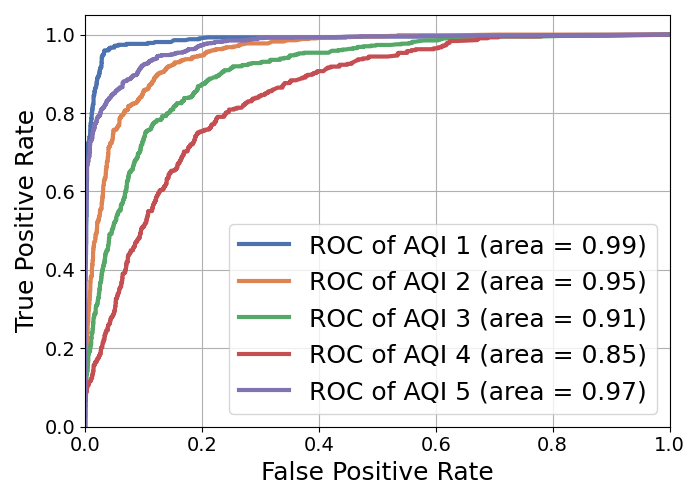 1.0
0.8
0.6
0.4
0.2
0.0
True Positive Rate
ROC of AQI 1 (area = 0.99)
ROC of AQI 2 (area = 0.95)
ROC of AQI 3 (area = 0.91)
ROC of AQI 4 (area = 0.85)
ROC of AQI 5 (area = 0.97)
0.0 0.2 0.4 0.6 0.8 1.0
False Positive Rate